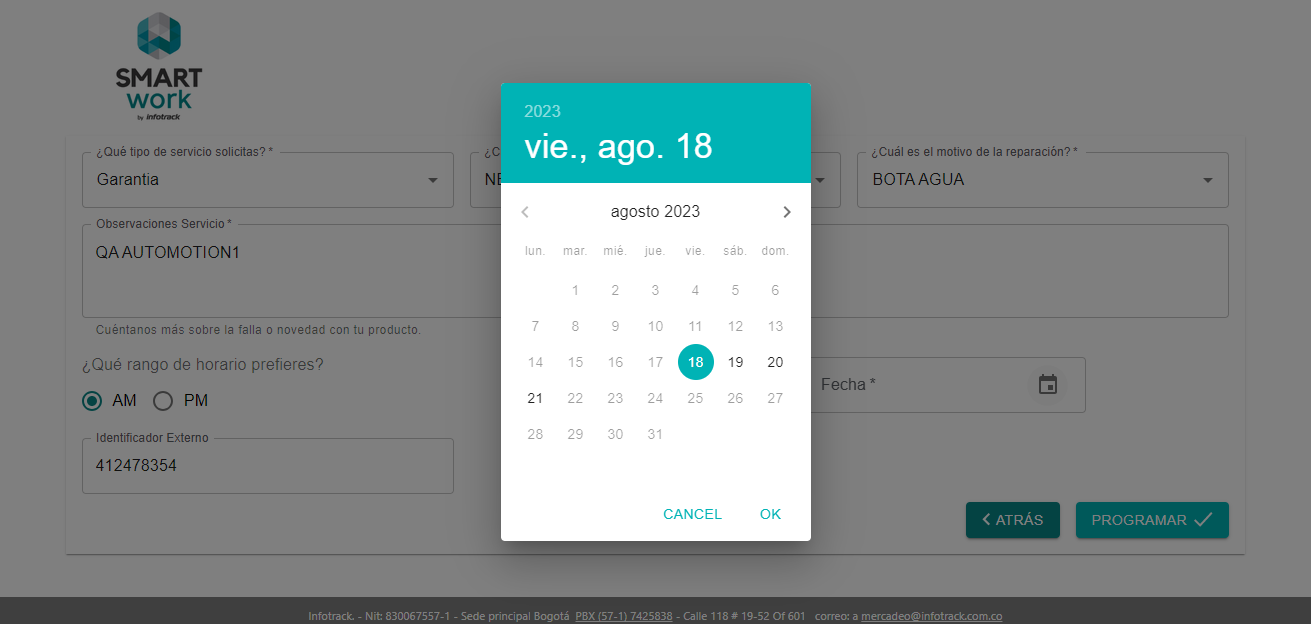 SMART
work
by infotrack
¿Qué tipo de servicio solicitas? *
Garantia
¿C
NE
¿Cuál es el motivo de la reparación? *
BOTA AGUA
Observaciones Servicio *
QA AUTOMOTION1
Cuéntanos más sobre la falla o novedad con tu producto.
¿Qué rango de horario prefieres?
AM PM
Fecha *
Identificador Externo
412478354
2023
vie., ago. 18
agosto 2023
lun. mar. mié. jue. vie. sáb. dom.
1 2 3 4 5 6
7 8 9 10 11 12 13
14 15 16 17 18 19 20
21 22 23 24 25 26 27
28 29 30 31
CANCEL OK
ATRÁS PROGRAMAR
Infotrack. - Nit: 830067557-1 - Sede principal Bogotá PBX (57-1) 7425838 - Calle 118 # 19-52 Of 601 correo: a mercadeo@infotrack.com.co